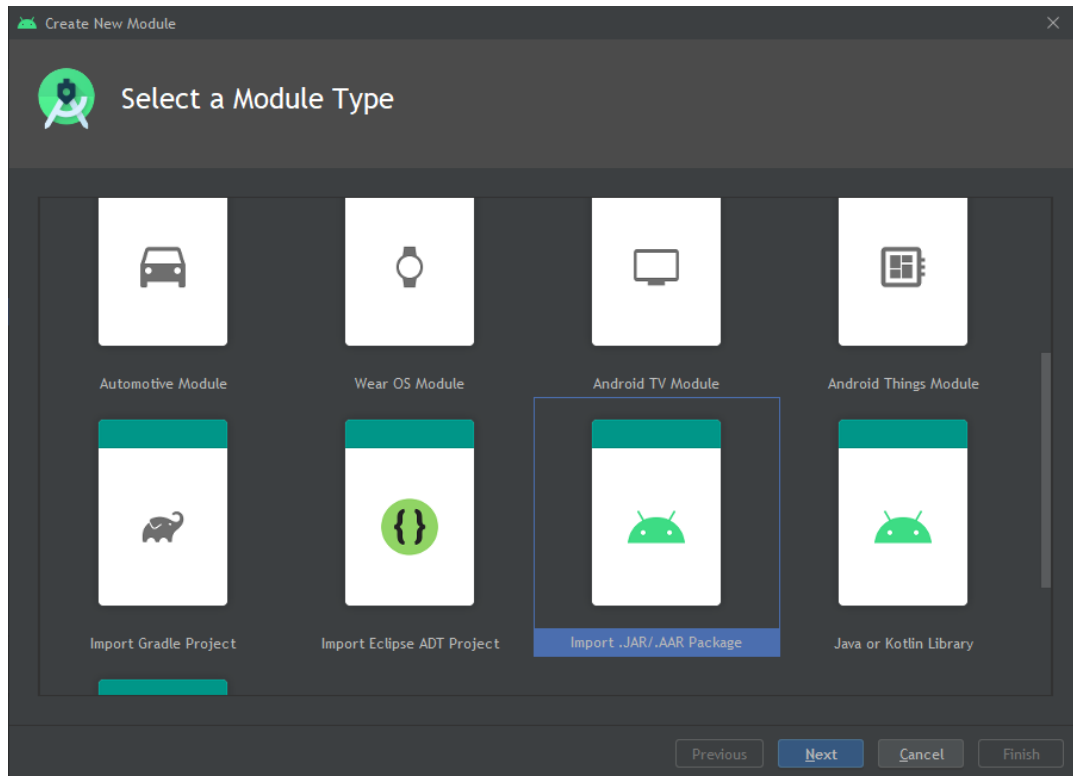 Create New Module
Select a Module Type
Automotive Module
Wear OS Module
Android TV Module
Android Things Module
Import Gradle Project
Import Eclipse ADT Project
Import .JAR/.AAR Package
Java or Kotlin Library
Previous
Next
Cancel
Finish